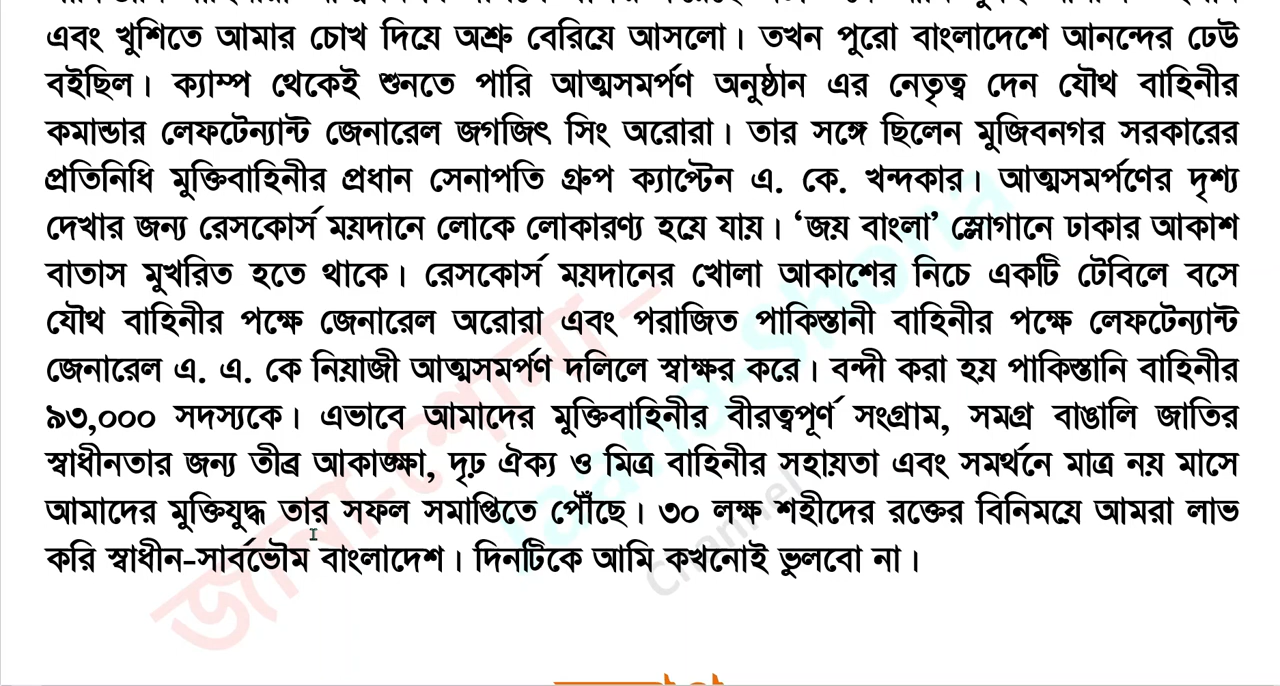 এবং খুশিতে আমার চোখ দিয়ে অশ্রু বেরিয়ে আসলো। তখন পুরো বাংলাদেশে আনন্দের ঢেউ
বইছিল। ক্যাম্প থেকেই শুনতে পারি আত্মসমর্পণ অনুষ্ঠান এর নেতৃত্ব দেন যৌথ বাহিনীর
কমান্ডার লেফটেন্যান্ট জেনারেল জগজিৎ সিং অরোরা। তার সঙ্গে ছিলেন মুজিবনগর সরকারের
প্রতিনিধি মুক্তিবাহিনীর প্রধান সেনাপতি গ্রুপ ক্যাপ্টেন এ. কে. খন্দকার। আত্মসমর্পণের দৃশ্য
দেখার জন্য রেসকোর্স ময়দানে লোকে লোকারণ্য হয়ে যায়। ‘জয় বাংলা’ স্লোগানে ঢাকার আকাশ
বাতাস মুখরিত হতে থাকে। রেসকোর্স ময়দানের খোলা আকাশের নিচে একটি টেবিলে বসে
যৌথ বাহিনীর পক্ষে জেনারেল অরোরা এবং পরাজিত পাকিস্তানী বাহিনীর পক্ষে লেফটেন্যান্ট
জেনারেল এ. এ. কে নিয়াজী আত্মসমর্পণ দলিলে স্বাক্ষর করে। বন্দী করা হয় পাকিস্তানি বাহিনীর
৯৩,০০০ সদস্যকে। এভাবে আমাদের মুক্তিবাহিনীর বীরত্বপূর্ণ সংগ্রাম, সমগ্র বাঙালি জাতির
স্বাধীনতার জন্য তীব্র আকাঙ্ক্ষা, দৃঢ় ঐক্য ও মিত্র বাহিনীর সহায়তা এবং সমর্থনে মাত্র নয় মাসে
আমাদের মুক্তিযুদ্ধ তার সফল সমাপ্তিতে পৌঁছে। ৩০ লক্ষ শহীদের রক্তের বিনিময়ে আমরা লাভ
করি স্বাধীন-সার্বভৌম বাংলাদেশ। দিনটিকে আমি কখনোই ভুলবো না।
জানা-শোনা
Jaana-Shona
Channel